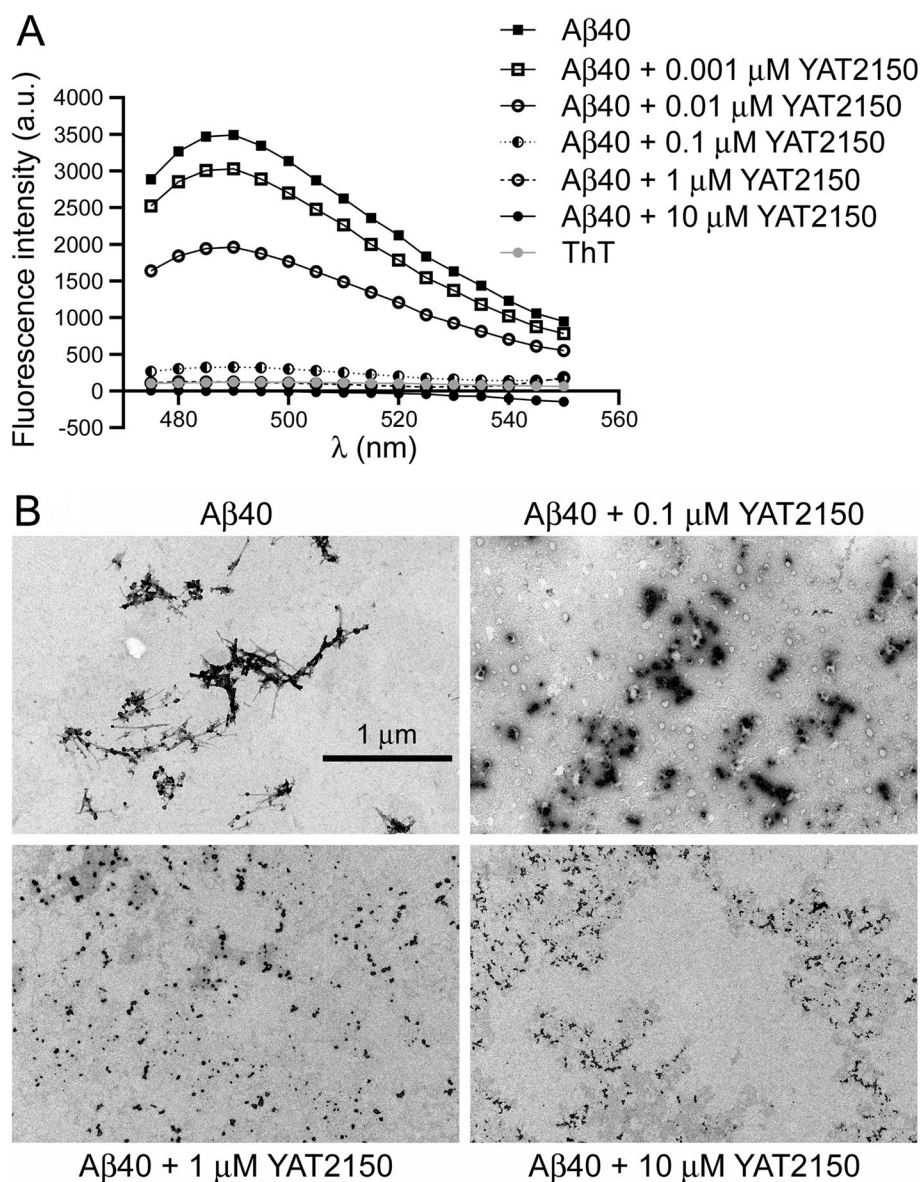 A
Aβ40
Aβ40 + 0.001 μM YAT2150
Aβ40 + 0.01 μM YAT2150
Aβ40 + 0.1 μM YAT2150
Aβ40 + 1 μM YAT2150
Aβ40 + 10 μM YAT2150
ThT
Fluorescence intensity (a.u.)
4000
3500
3000
2500
2000
1500
1000
500
0
-500
480 500 520 540 560
λ (nm)
B
Aβ40 Aβ40 + 0.1 μM YAT2150
1 μm
Aβ40 + 1 μM YAT2150 Aβ40 + 10 μM YAT2150